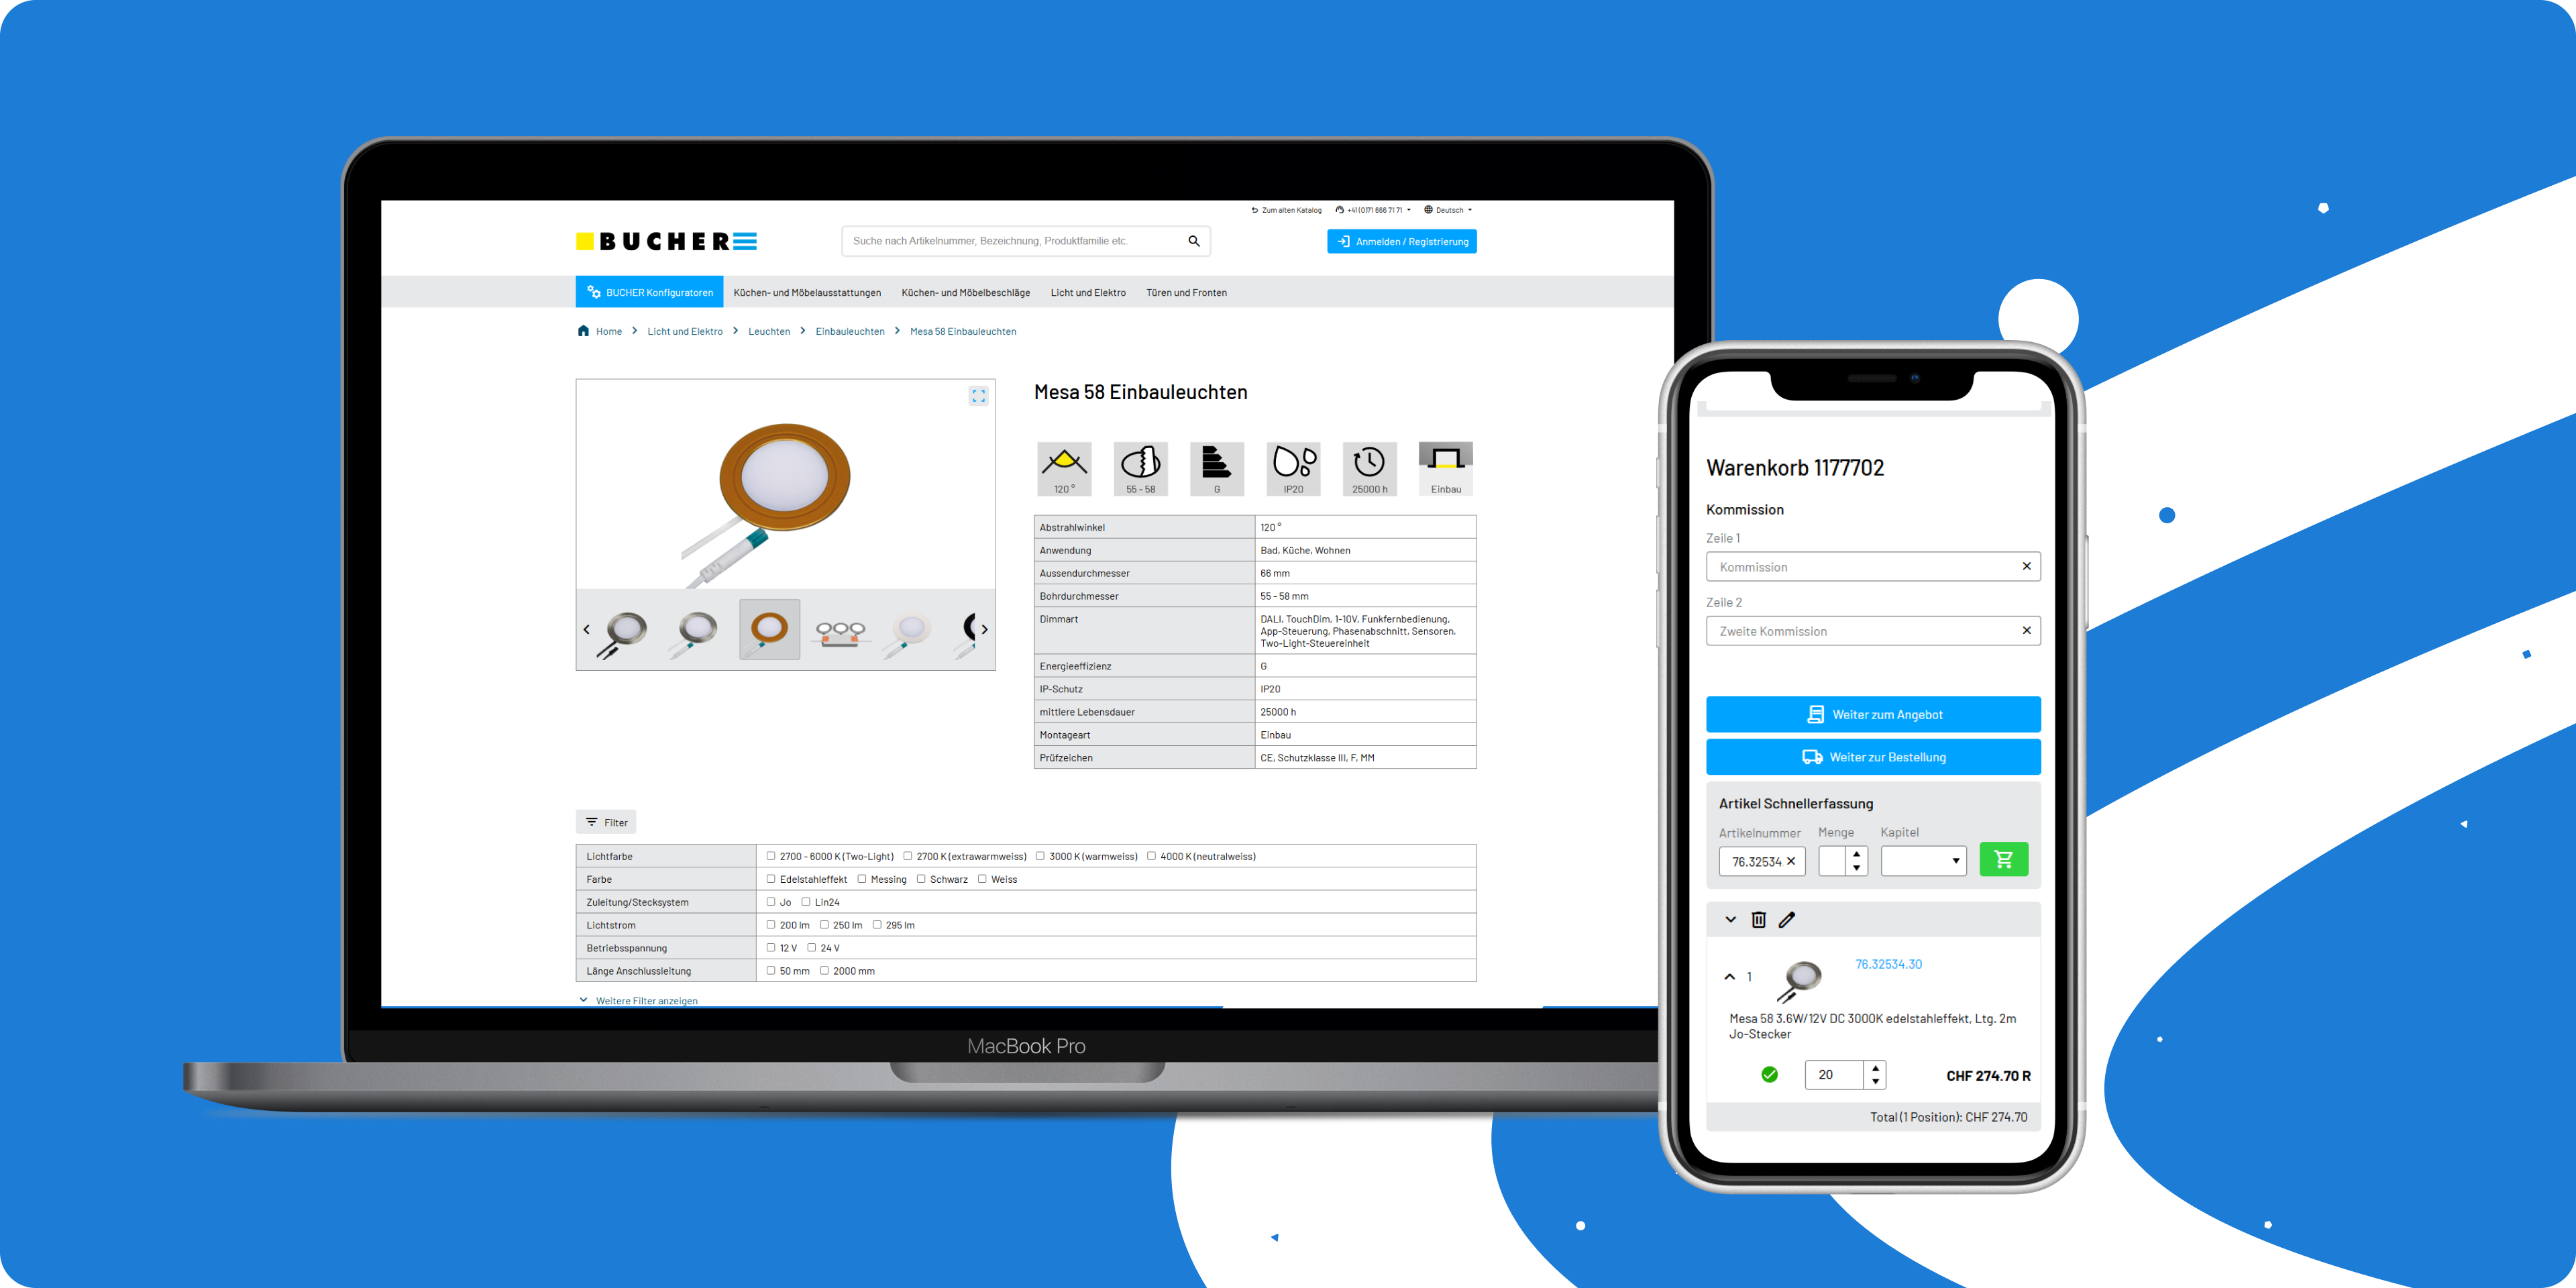 Zum alten Katalog +41 (0)71 666 71 71 Deutsch
BUCHER
Suche nach Artikelnummer, Bezeichnung, Produktfamilie etc.
Anmelden / Registrierung
BUCHER Konfiguratoren Küchen- und Möbelausstattungen Küchen- und Möbelbeschläge Licht und Elektro Türen und Fronten
Home Licht und Elektro Leuchten Einbauleuchten Mesa 58 Einbauleuchten
Mesa 58 Einbauleuchten
120 ° 55 - 58 G IP20 25000 h Einbau
Abstrahlwinkel 120 °
Anwendung Bad, Küche, Wohnen
Aussendurchmesser 66 mm
Bohrdurchmesser 55 - 58 mm
Dimmart DALI, TouchDim, 1-10V, Funkfernbedienung,
App-Steuerung, Phasenabschnitt, Sensoren,
Two-Light-Steuereinheit
Energieeffizienz G
IP-Schutz IP20
mittlere Lebensdauer 25000 h
Montageart Einbau
Prüfzeichen CE, Schutzklasse III, F, MM
Filter
Lichtfarbe 2700 - 6000 K (Two-Light) 2700 K (extrawarmweiss) 3000 K (warmweiss) 4000 K (neutralweiss)
Farbe Edelstahleffekt Messing Schwarz Weiss
Zuleitung/Stecksystem Jo Lin24
Lichtstrom 200 lm 250 lm 295 lm
Betriebsspannung 12 V 24 V
Länge Anschlussleitung 50 mm 2000 mm
Weitere Filter anzeigen
MacBook Pro
Warenkorb 1177702
Kommission
Zeile 1
Kommission
Zeile 2
Zweite Kommission
Weiter zum Angebot
Weiter zur Bestellung
Artikel Schnellerfassung
Artikelnummer Menge Kapitel
76.32534
1 76.32534.30
Mesa 58 3.6W/12V DC 3000K edelstahleffekt, Ltg. 2m
Jo-Stecker
20 CHF 274.70 R
Total (1 Position): CHF 274.70